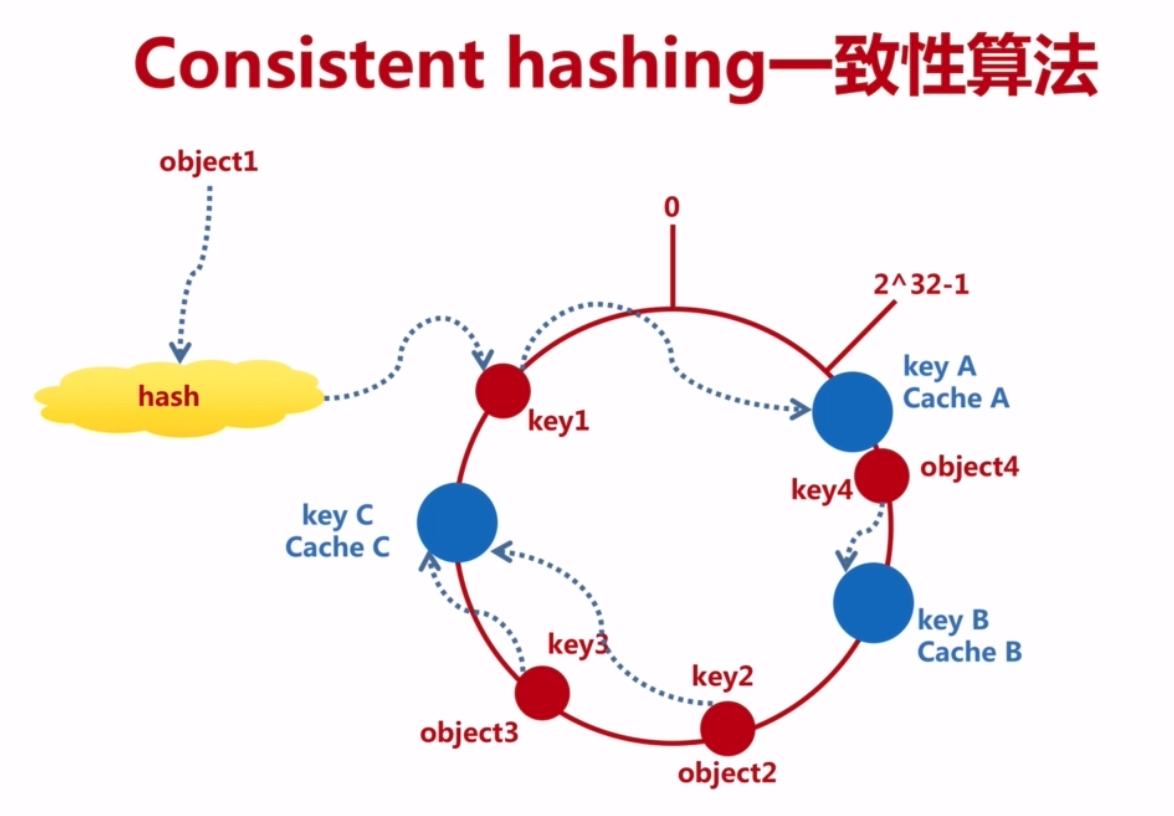 Consistent hashing一致性算法
object1
0
2^32-1
key A
Cache A
hash
key1
object4
key4
key C
Cache C
key B
Cache B
key3
key2
object3
object2